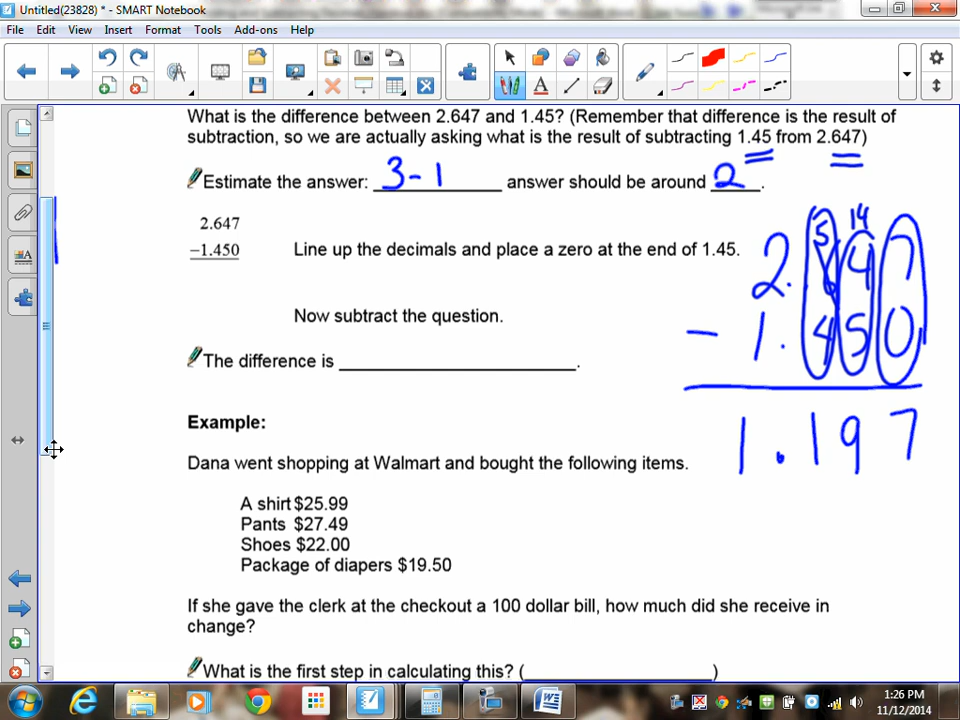 Untitled(23828) * - SMART Notebook
File Edit View Insert Format Tools Add-ons Help
What is the difference between 2.647 and 1.45? (Remember that difference is the result of
subtraction, so we are actually asking what is the result of subtracting 1.45 from 2.647)
Estimate the answer: 3-1 answer should be around 2.
2.647
−1.450 Line up the decimals and place a zero at the end of 1.45.
5 14
2.647
- 1.450
1.197
Now subtract the question.
The difference is ______________________.
Example:
Dana went shopping at Walmart and bought the following items.
A shirt $25.99
Pants $27.49
Shoes $22.00
Package of diapers $19.50
If she gave the clerk at the checkout a 100 dollar bill, how much did she receive in
change?
What is the first step in calculating this? (_________________)
1:26 PM
11/12/2014